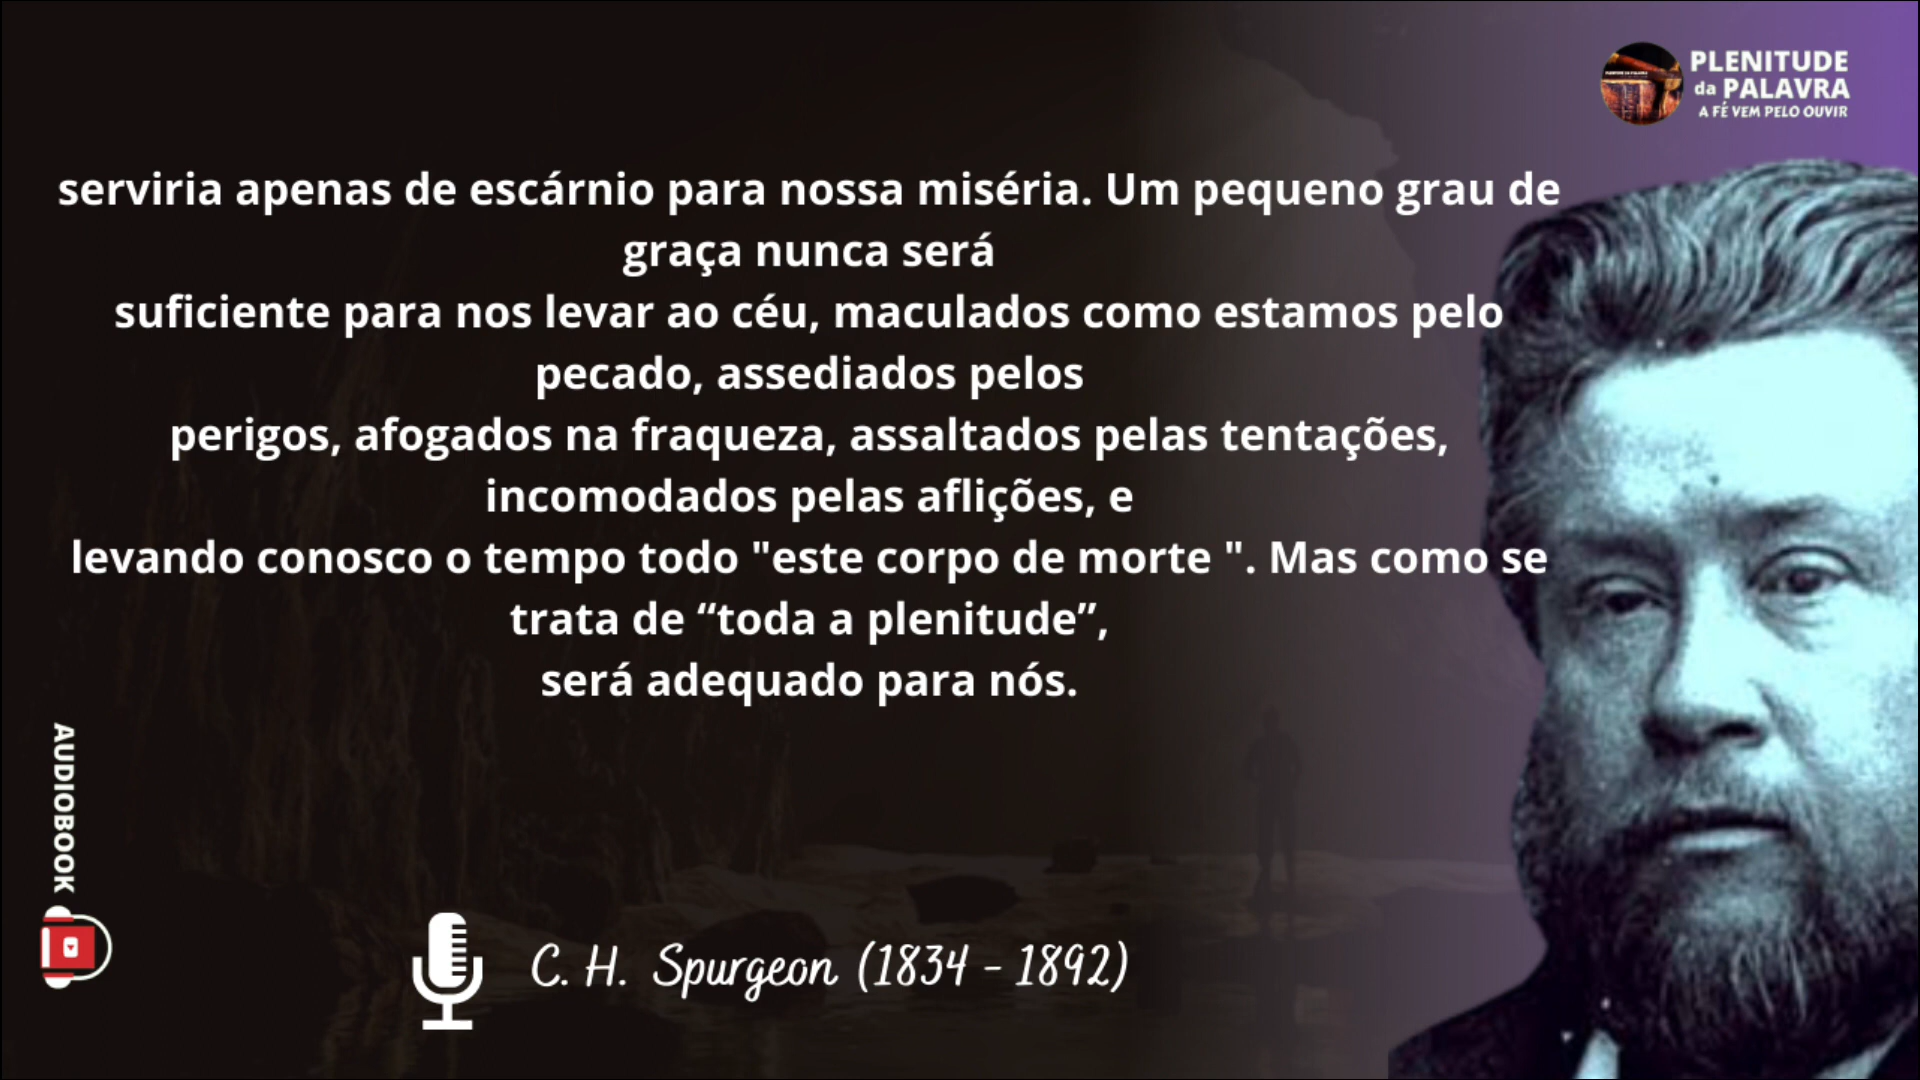 PLENITUDE
da PALAVRA
A FÉ VEM PELO OUVIR
serviria apenas de escárnio para nossa miséria. Um pequeno grau de
graça nunca será
suficiente para nos levar ao céu, maculados como estamos pelo
pecado, assediados pelos
perigos, afogados na fraqueza, assaltados pelas tentações,
incomodados pelas aflições, e
levando conosco o tempo todo "este corpo de morte ". Mas como se
trata de “toda a plenitude”,
será adequado para nós.
AUDIOBOOK
C. H. Spurgeon (1834 - 1892)